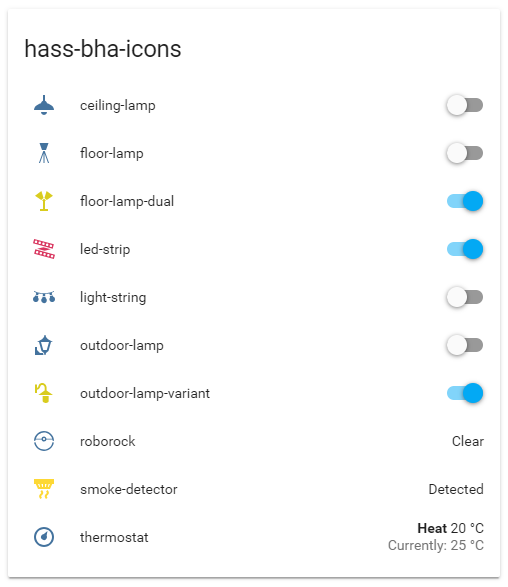 hass-bha-icons
ceiling-lamp
floor-lamp
floor-lamp-dual
led-strip
light-string
outdoor-lamp
outdoor-lamp-variant
roborock Clear
smoke-detector Detected
thermostat Heat 20 °C
Currently: 25 °C